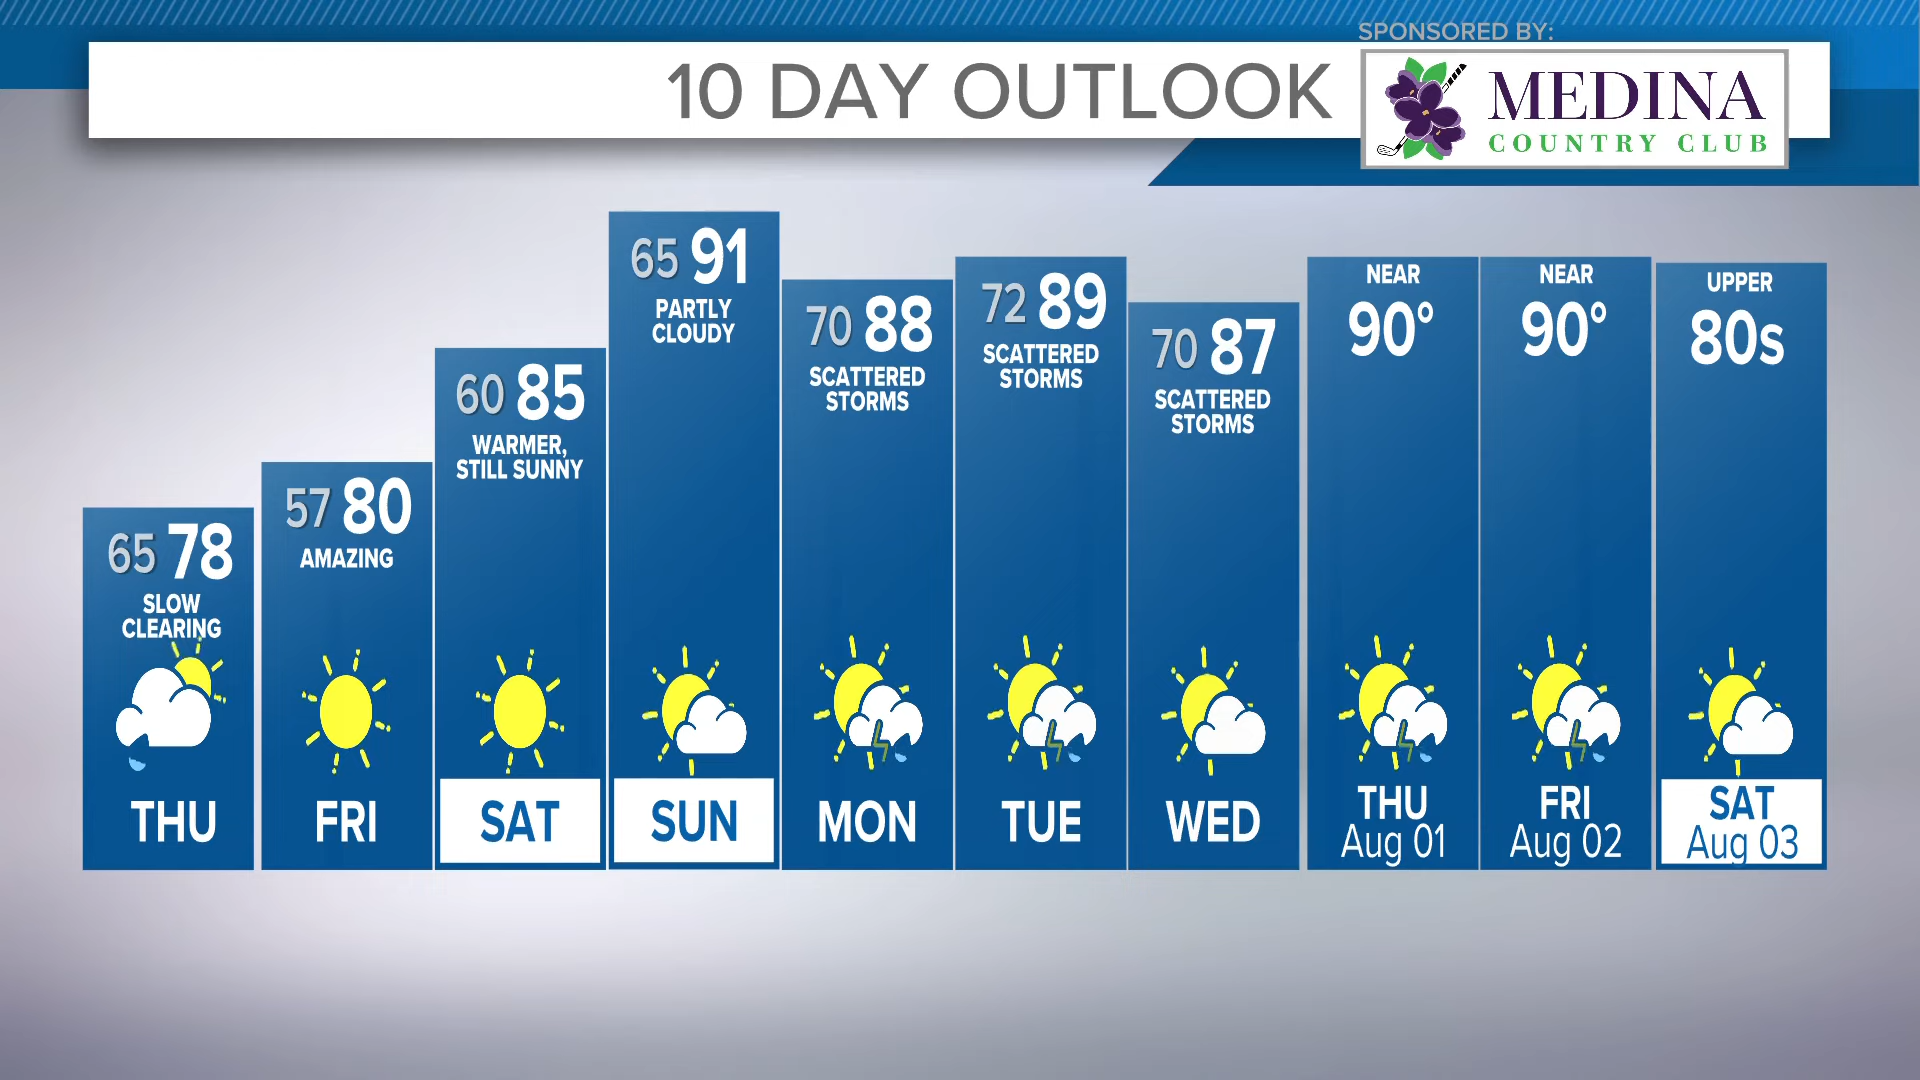 SPONSORED BY:
10 DAY OUTLOOK
MEDINA
COUNTRY CLUB
65 78
SLOW
CLEARING
THU
57 80
AMAZING
FRI
60 85
WARMER,
STILL SUNNY
SAT
65 91
PARTLY
CLOUDY
SUN
70 88
SCATTERED
STORMS
MON
72 89
SCATTERED
STORMS
TUE
70 87
SCATTERED
STORMS
WED
NEAR
90°
THU
Aug 01
NEAR
90°
FRI
Aug 02
UPPER
80s
SAT
Aug 03